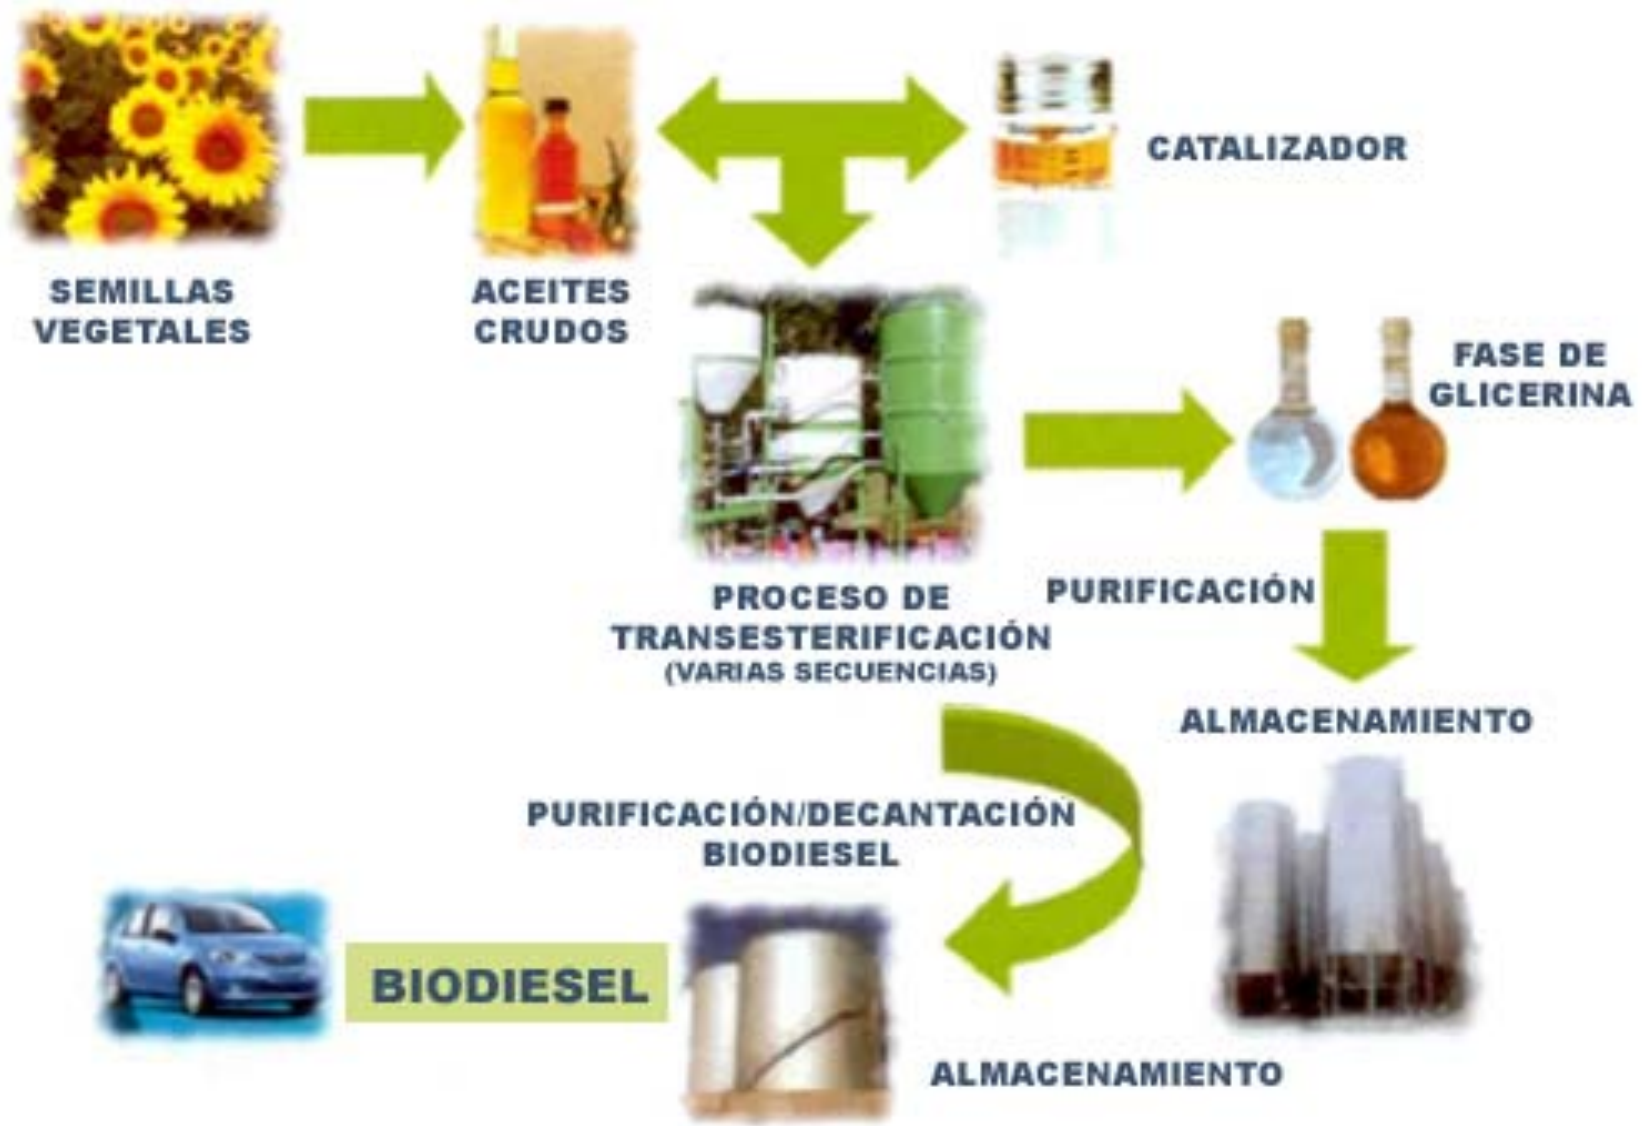 CATALIZADOR
SEMILLAS
VEGETALES
ACEITES
CRUDOS
FASE DE
GLICERINA
PROCESO DE
TRANSESTERIFICACIÓN
(VARIAS SECUENCIAS)
PURIFICACIÓN
ALMACENAMIENTO
PURIFICACIÓN/DECANTACIÓN
BIODIESEL
BIODIESEL
ALMACENAMIENTO